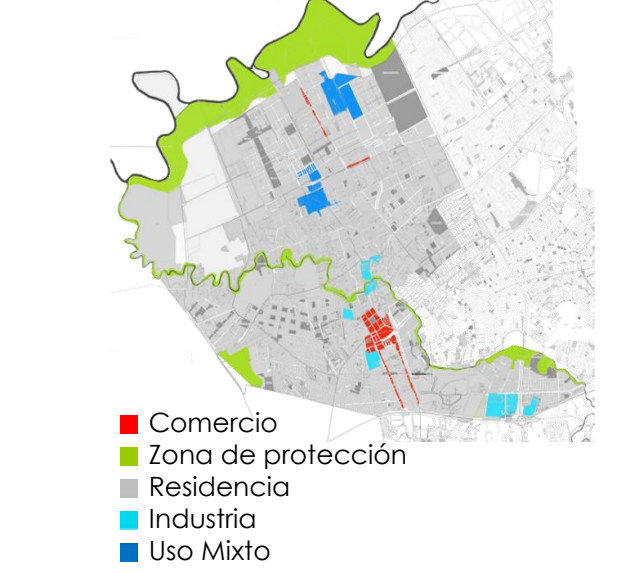 Comercio
Zona de protección
Residencia
Industria
Uso Mixto